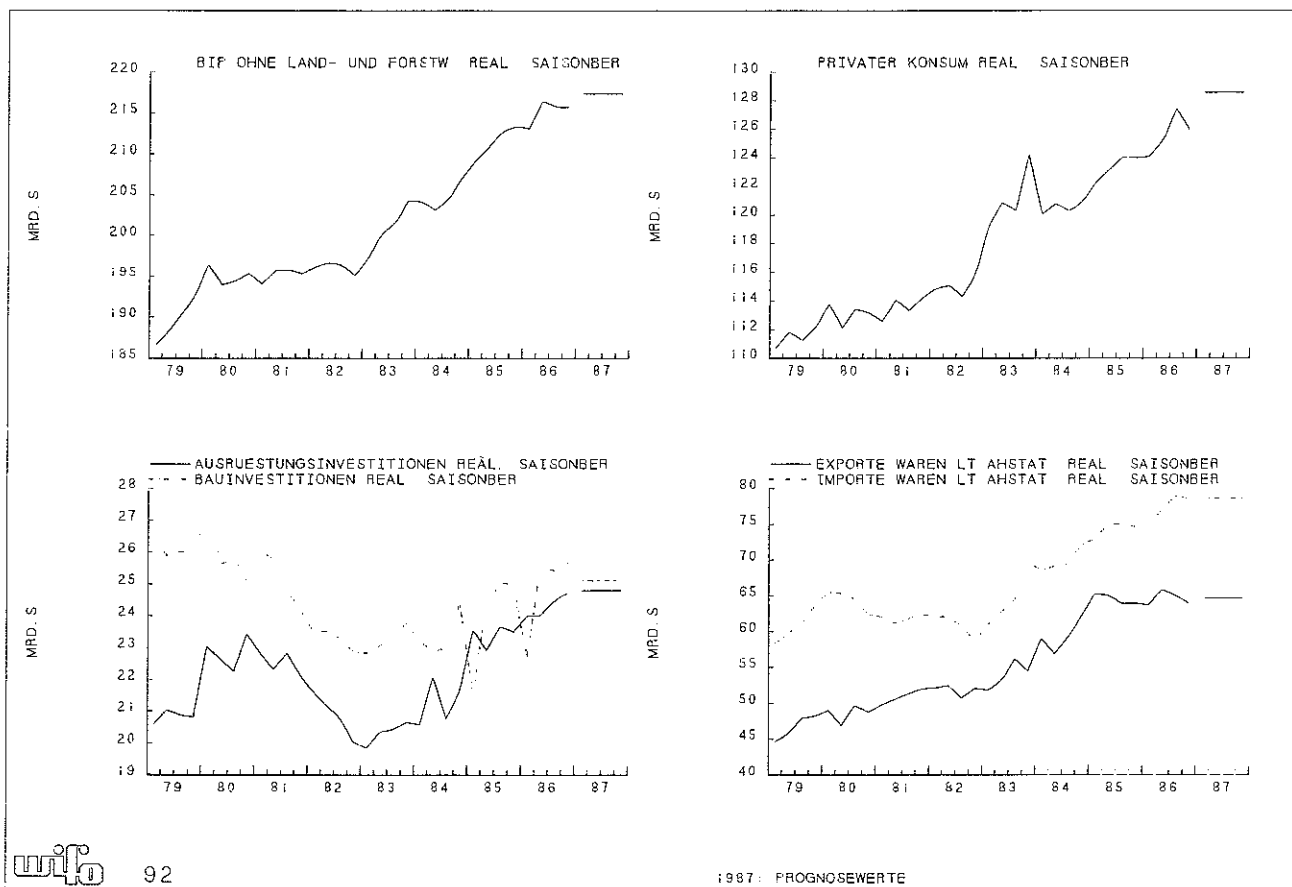 BIP OHNE LAND- UND FORSTW REAL SAISONBER
220
215
210
205
200
195
190
185
MRD. S
79 80 81 82 83 84 85 86 87
PRIVATER KONSUM REAL SAISONBER
130
128
126
124
122
120
118
116
114
112
110
MRD. S
79 80 81 82 83 84 85 86 87
AUSRUESTUNGSINVESTITIONEN REAL. SAISONBER
BAUINVESTITIONEN REAL SAISONBER
28
27
26
25
24
23
22
21
20
19
MRD. S
79 80 81 82 83 84 85 86 87
EXPORTE WAREN LT AHSTAT REAL SAISONBER
IMPORTE WAREN LT AHSTAT REAL SAISONBER
80
75
70
65
60
55
50
45
40
MRD. S
79 80 81 82 83 84 85 86 87
wifo 92
1987: PROGNOSEWERTE